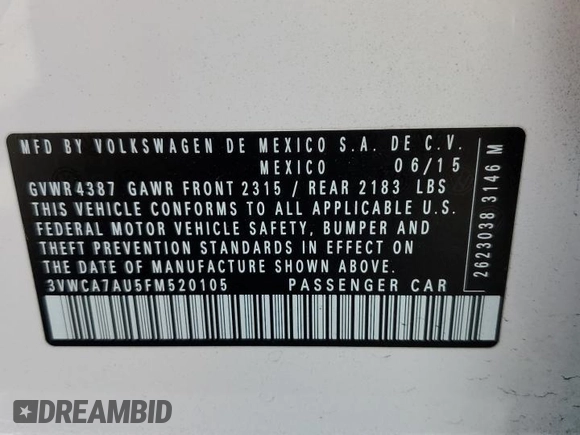 MFD BY VOLKSWAGEN DE MEXICO S.A. DE C.V.
MEXICO 06/15
GVWR4387 GAWR FRONT 2315 / REAR 2183 LBS
THIS VEHICLE CONFORMS TO ALL APPLICABLE U.S.
FEDERAL MOTOR VEHICLE SAFETY, BUMPER AND
THEFT PREVENTION STANDARDS IN EFFECT ON
THE DATE OF MANUFACTURE SHOWN ABOVE.
3VWCA7AU5FM520105 PASSENGER CAR
2623038 3146 M
DREAMBID